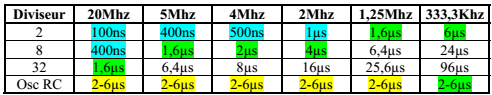 Diviseur 20Mhz 5Mhz 4Mhz 2Mhz 1,25Mhz 333,3Khz
2 100ns 400ns 500ns 1µs 1,6µs 6µs
8 400ns 1,6µs 2µs 4µs 6,4µs 24µs
32 1,6µs 6,4µs 8µs 16µs 25,6µs 96µs
Osc RC 2-6µs 2-6µs 2-6µs 2-6µs 2-6µs 2-6µs